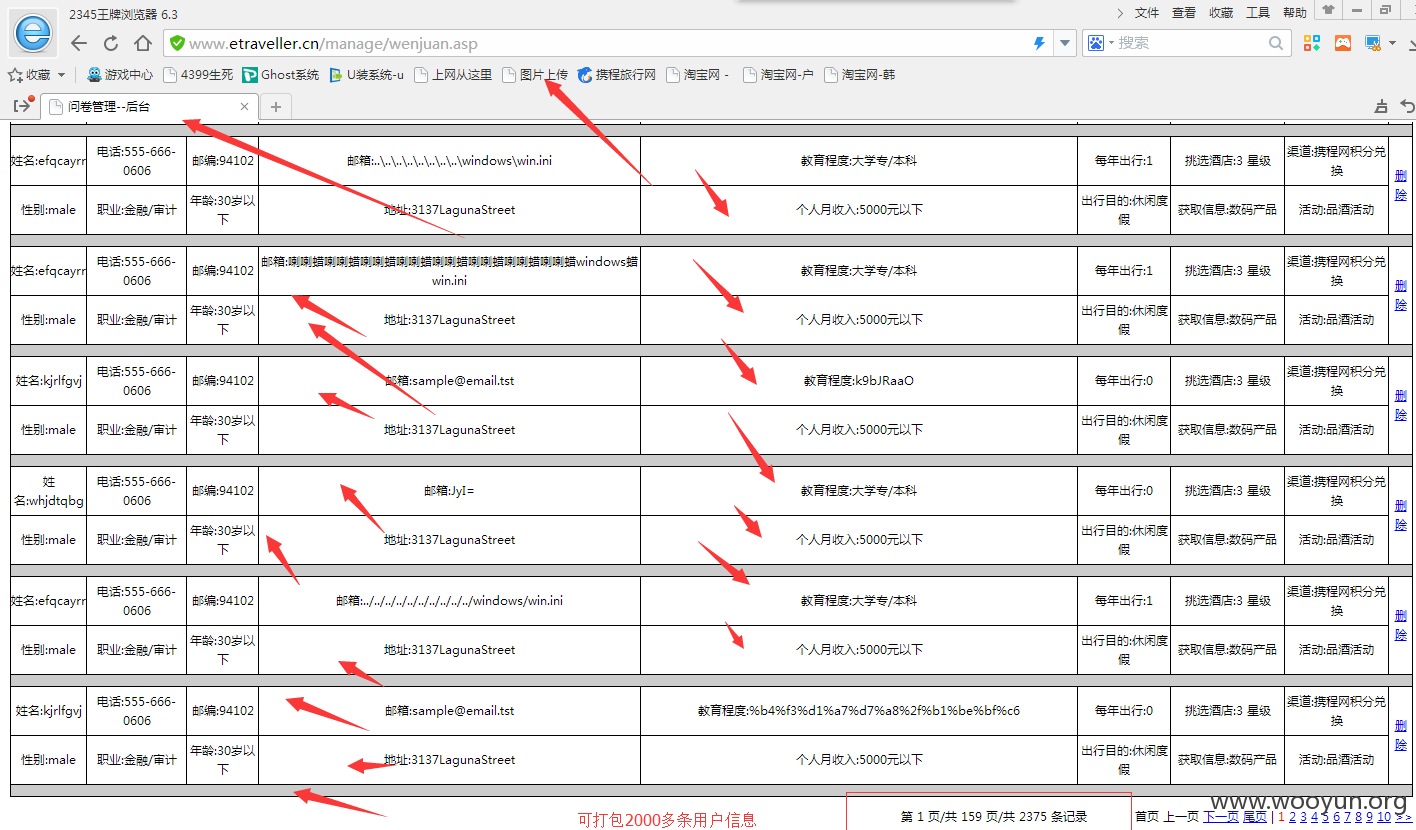 2345王牌浏览器 6.3
文件 查看 收藏 工具 帮助
www.etraveller.cn/manage/wenjuan.asp
搜索
收藏 游戏中心 4399生死 Ghost系统 U装系统-u 上网从这里 图片上传 携程旅行网 淘宝网 - 淘宝网-户 淘宝网-韩
问卷管理--后台
姓名:efqcayrr 电话:555-666-0606 邮编:94102 邮箱:..\..\..\..\..\..\..\..\windows\win.ini 教育程度:大学专/本科 每年出行:1 挑选酒店:3 星级 渠道:携程网积分兑换 删除
性别:male 职业:金融/审计 年龄:30岁以下 地址:3137LagunaStreet 个人月收入:5000元以下 出行目的:休闲度假 获取信息:数码产品 活动:品酒活动
姓名:efqcayrr 电话:555-666-0606 邮编:94102 windows win.ini 教育程度:大学专/本科 每年出行:1 挑选酒店:3 星级 渠道:携程网积分兑换 删除
性别:male 职业:金融/审计 年龄:30岁以下 地址:3137LagunaStreet 个人月收入:5000元以下 出行目的:休闲度假 获取信息:数码产品 活动:品酒活动
姓名:kjrlfgvj 电话:555-666-0606 邮编:94102 邮箱:sample@email.tst 教育程度:k9bJRaaO 每年出行:0 挑选酒店:3 星级 渠道:携程网积分兑换 删除
性别:male 职业:金融/审计 年龄:30岁以下 地址:3137LagunaStreet 个人月收入:5000元以下 出行目的:休闲度假 获取信息:数码产品 活动:品酒活动
姓名:whjdtqbg 电话:555-666-0606 邮编:94102 邮箱:JyI= 教育程度:大学专/本科 每年出行:0 挑选酒店:3 星级 渠道:携程网积分兑换 删除
性别:male 职业:金融/审计 年龄:30岁以下 地址:3137LagunaStreet 个人月收入:5000元以下 出行目的:休闲度假 获取信息:数码产品 活动:品酒活动
姓名:efqcayrr 电话:555-666-0606 邮编:94102 邮箱:../../../../../../../../../../windows/win.ini 教育程度:大学专/本科 每年出行:1 挑选酒店:3 星级 渠道:携程网积分兑换 删除
性别:male 职业:金融/审计 年龄:30岁以下 地址:3137LagunaStreet 个人月收入:5000元以下 出行目的:休闲度假 获取信息:数码产品 活动:品酒活动
姓名:kjrlfgvj 电话:555-666-0606 邮编:94102 邮箱:sample@email.tst 教育程度:%b4%f3%d1%a7%d7%a8%2f%b1%be%bf%c6 每年出行:0 挑选酒店:3 星级 渠道:携程网积分兑换 删除
性别:male 职业:金融/审计 年龄:30岁以下 地址:3137LagunaStreet 个人月收入:5000元以下 出行目的:休闲度假 获取信息:数码产品 活动:品酒活动
www.wooyun.org
可打包2000多条用户信息 第 1 页/共 159 页/共 2375 条记录 首页 上一页 下一页 尾页 | 1 2 3 4 5 6 7 8 9 10 >>